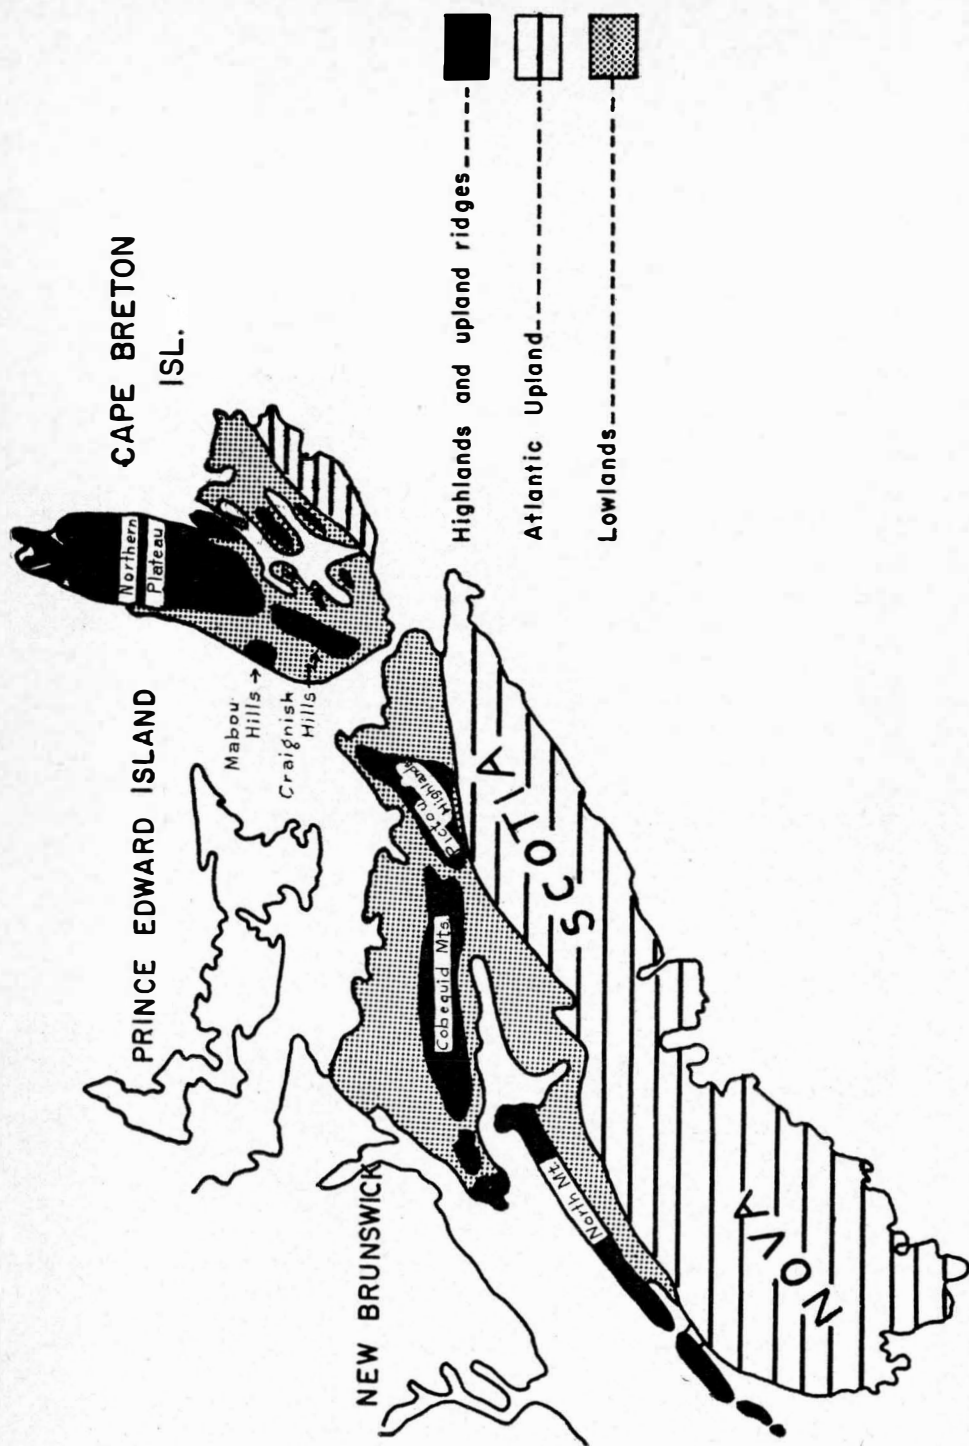 CAPE BRETON
ISL.
Northern
Plateau
PRINCE EDWARD ISLAND
Mabou
Hills
Craignish
Hills
Pictou
Highlands
Cobequid Mts.
NEW BRUNSWICK
North Mt.
NOVA SCOTIA
Highlands and upland ridges
Atlantic Upland
Lowlands